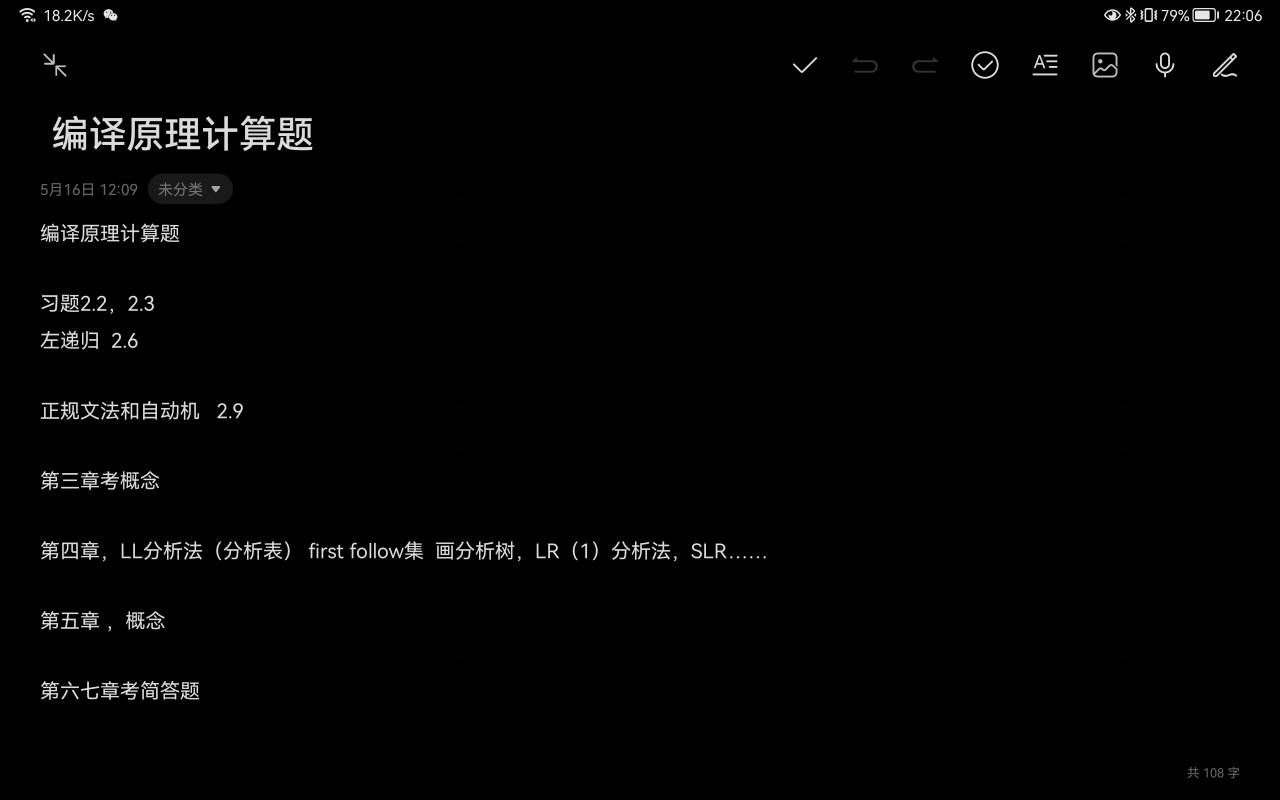 18.2K/s 79% 22:06
编译原理计算题
5月16日 12:09 未分类
编译原理计算题
习题2.2，2.3
左递归 2.6
正规文法和自动机 2.9
第三章考概念
第四章，LL分析法（分析表） first follow集 画分析树，LR（1）分析法，SLR……
第五章 ，概念
第六七章考简答题
共 108 字